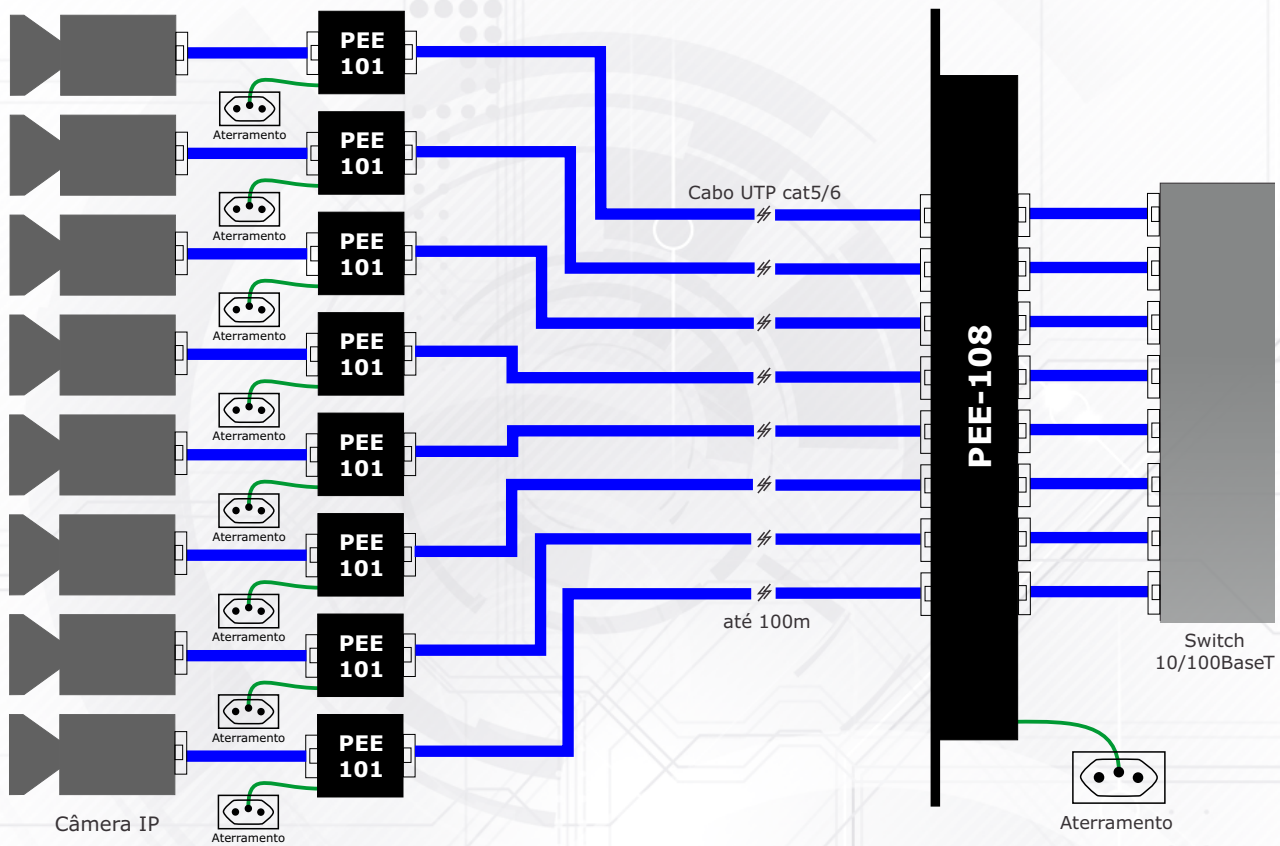 PEE
101
Aterramento
PEE
101
Aterramento
PEE
101
Aterramento
PEE
101
Aterramento
PEE
101
Aterramento
PEE
101
Aterramento
PEE
101
Aterramento
PEE
101
Aterramento
Câmera IP
Cabo UTP cat5/6
até 100m
PEE-108
Switch
10/100BaseT
Aterramento